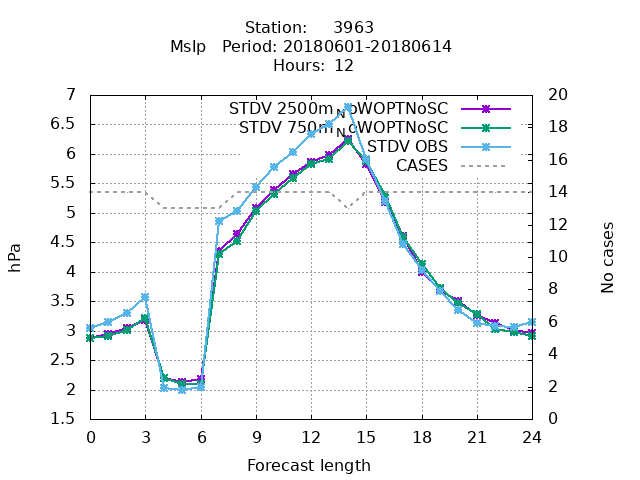 Station: 3963
Mslp Period: 20180601-20180614
Hours: 12
STDV 2500m NoWOPTNoSC
STDV 750m NoWOPTNoSC
STDV OBS
CASES
hPa
No cases
7
6.5
6
5.5
5
4.5
4
3.5
3
2.5
2
1.5
20
18
16
14
12
10
8
6
4
2
0
0 3 6 9 12 15 18 21 24
Forecast length